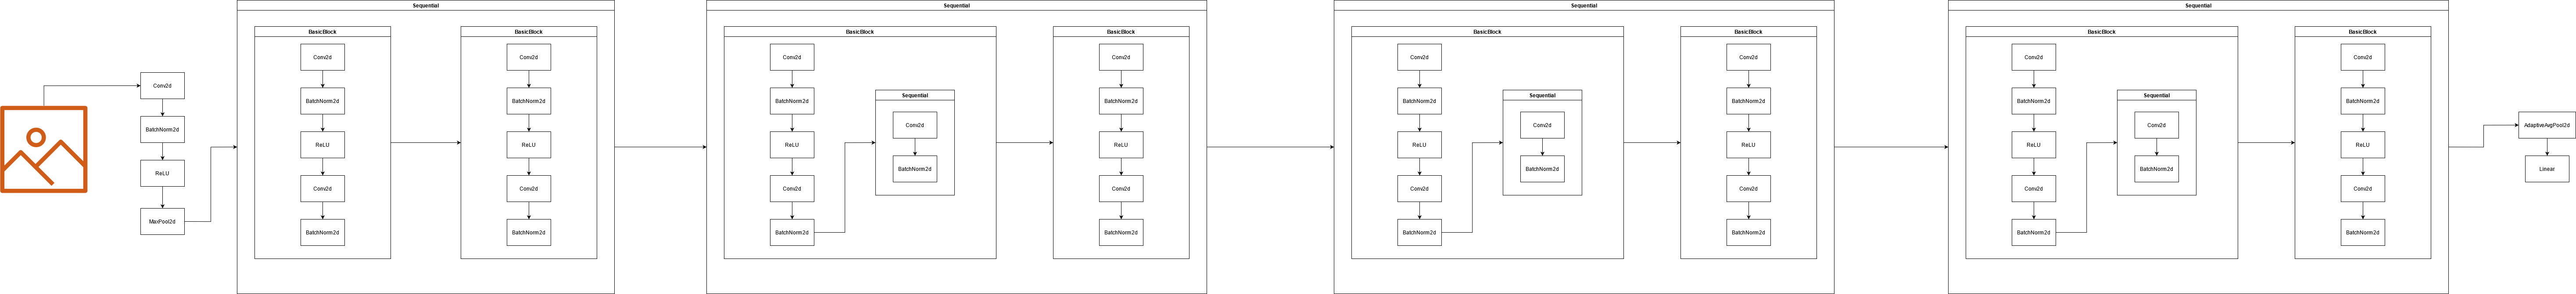 Conv2d
BatchNorm2d
ReLU
MaxPool2d
Sequential
BasicBlock
Conv2d
BatchNorm2d
ReLU
Conv2d
BatchNorm2d
BasicBlock
Conv2d
BatchNorm2d
ReLU
Conv2d
BatchNorm2d
Sequential
BasicBlock
Conv2d
BatchNorm2d
ReLU
Conv2d
BatchNorm2d
Sequential
Conv2d
BatchNorm2d
BasicBlock
Conv2d
BatchNorm2d
ReLU
Conv2d
BatchNorm2d
Sequential
BasicBlock
Conv2d
BatchNorm2d
ReLU
Conv2d
BatchNorm2d
Sequential
Conv2d
BatchNorm2d
BasicBlock
Conv2d
BatchNorm2d
ReLU
Conv2d
BatchNorm2d
Sequential
BasicBlock
Conv2d
BatchNorm2d
ReLU
Conv2d
BatchNorm2d
Sequential
Conv2d
BatchNorm2d
BasicBlock
Conv2d
BatchNorm2d
ReLU
Conv2d
BatchNorm2d
AdaptiveAvgPool2d
Linear